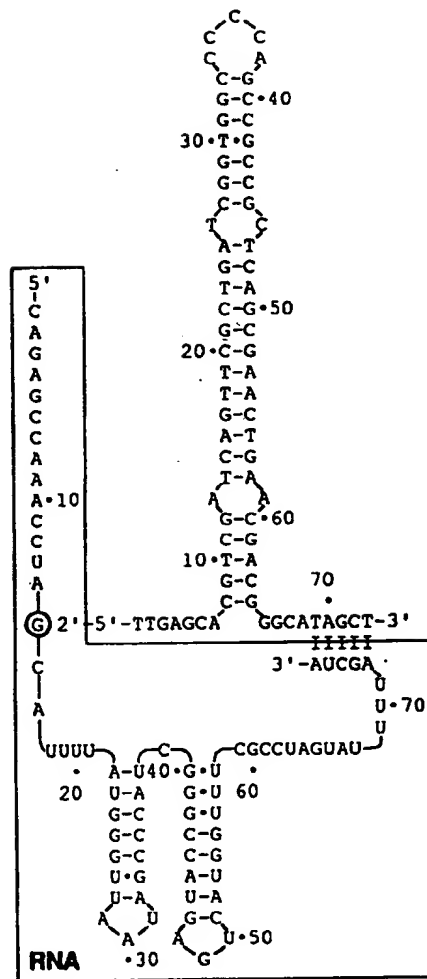 C
C C
C A
C-G
G-C•40
G-C
30•T•G
G-C
G-C
C-G
T C
A T
G-C
5' T-A
C C-G•50
A G-C
G 20•C-G
A T-A
G T-A
C G-C
C A-T
A C-G
A T-A
A•10 A A
C G-C•60
C C-G
U 10•T-A
A G-C 70
C G
G 2'-5'-TTGAGCA GGCATAGCT-3'
C 3'-AUCGA
A U
U
U•70
UUUU A-U C 40•G•U CGCCUAGUAU
20 U-A G•U 60
G-C G-U
G-C C-G
G-C C-G
U•G A-U
U-A U-A
A U G C
A A U•50
•30 A G
RNA